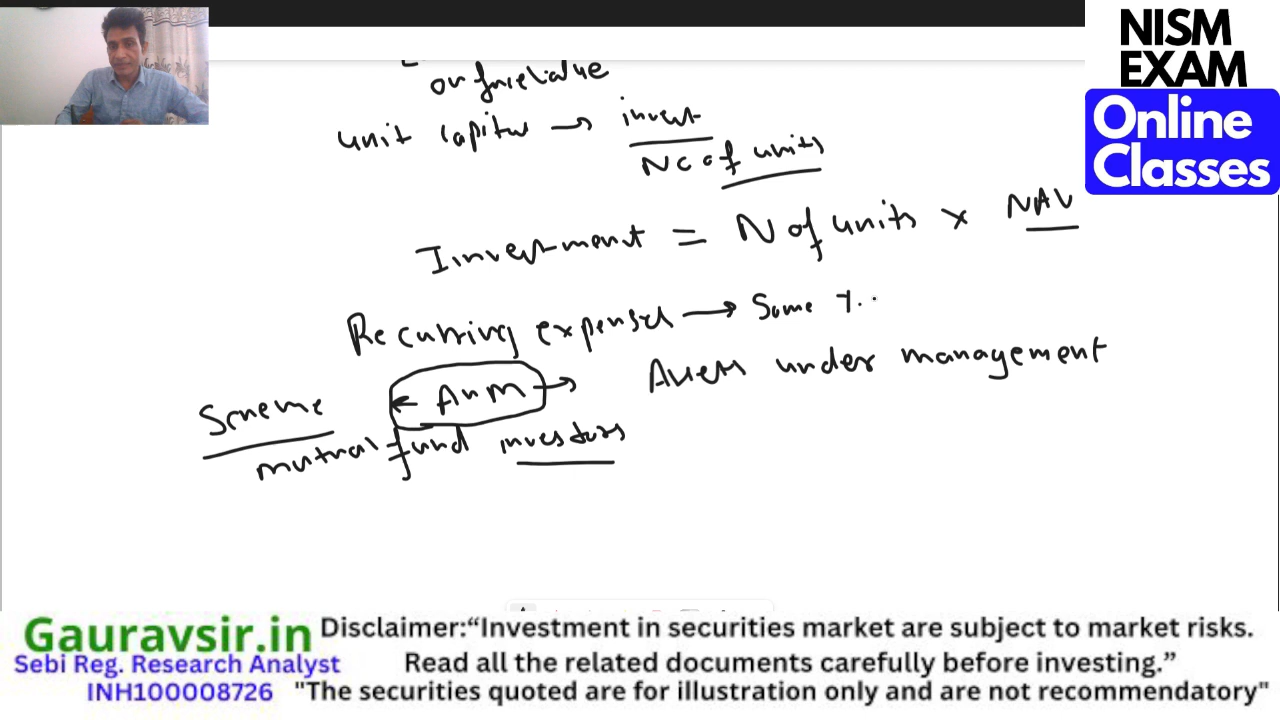 NISM
EXAM
Online
Classes
or facevalue
unit capital → invest
No of units
Investment = N of units × NAV
Recurring expenses → Some %.
Scheme ← AUM → Assets under management
mutual fund investors
Gauravsir.in
Sebi Reg. Research Analyst
INH100008726
Disclaimer:“Investment in securities market are subject to market risks.
Read all the related documents carefully before investing.”
"The securities quoted are for illustration only and are not recommendatory"